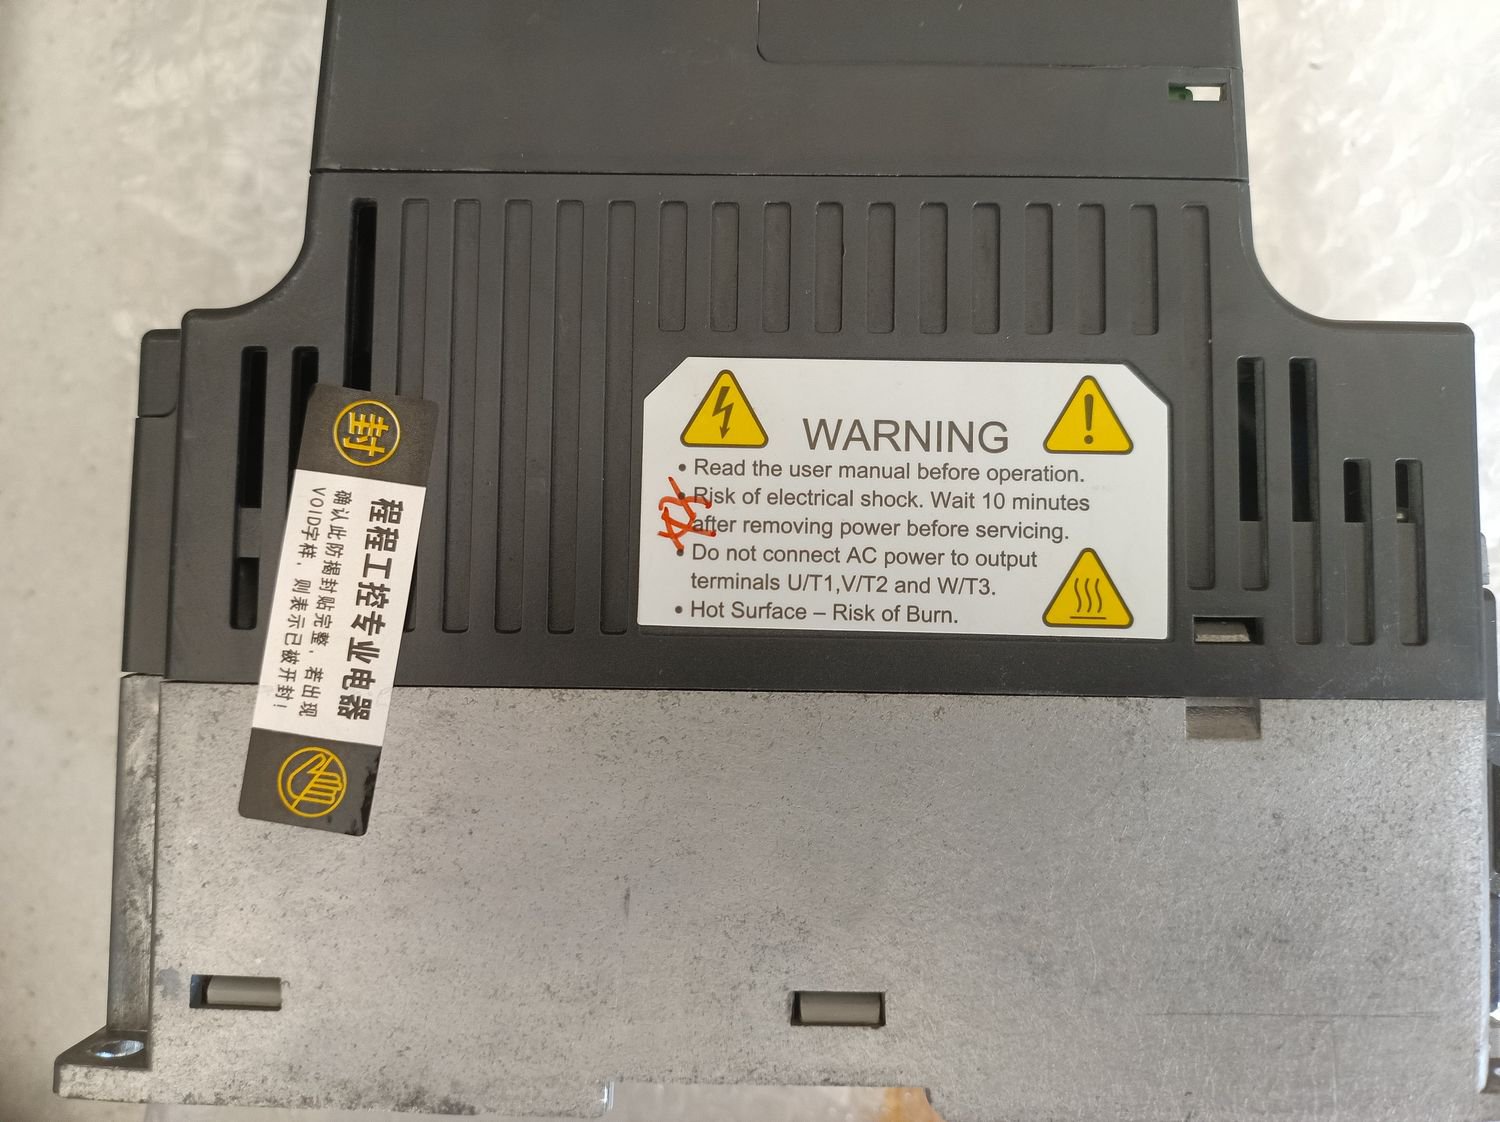 WARNING
• Read the user manual before operation.
• Risk of electrical shock. Wait 10 minutes
after removing power before servicing.
• Do not connect AC power to output
terminals U/T1,V/T2 and W/T3.
• Hot Surface – Risk of Burn.
封
程程工控专业电器
确认此防揭封贴完整，若出现
VOID字样，则表示已被开封！